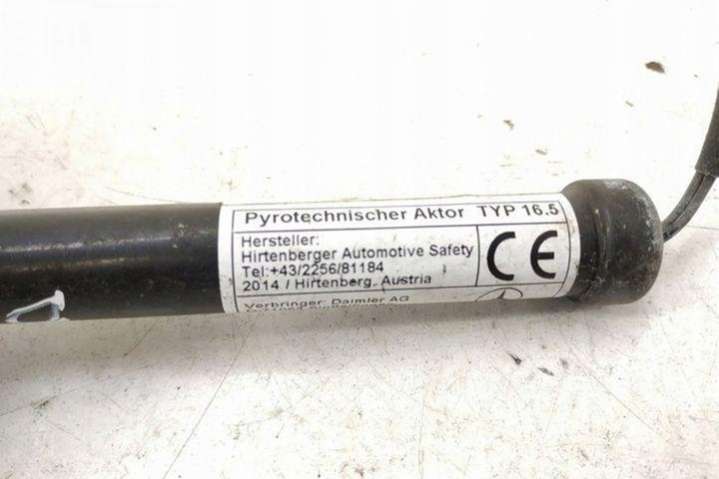 Pyrotechnischer Aktor TYP 16.5
Hersteller:
Hirtenberger Automotive Safety
Tel:+43/2256/81184
2014 / Hirtenberg, Austria
CE
Verbringer: Daimler AG